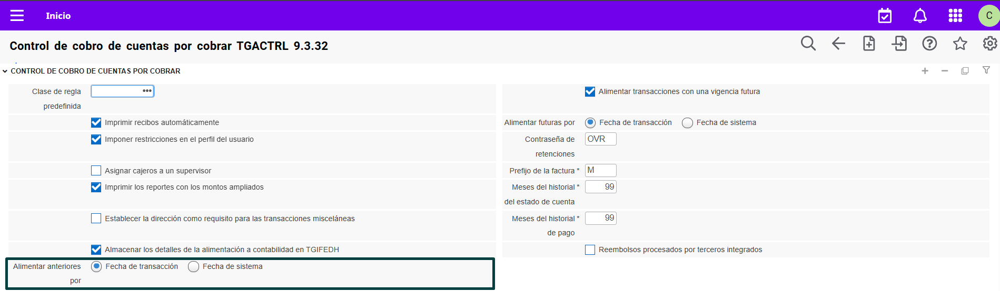 Inicio
C
Control de cobro de cuentas por cobrar TGACTRL 9.3.32
CONTROL DE COBRO DE CUENTAS POR COBRAR
Clase de regla
predefinida
Alimentar transacciones con una vigencia futura
Imprimir recibos automáticamente
Alimentar futuras por Fecha de transacción Fecha de sistema
Imponer restricciones en el perfil del usuario
Contraseña de
retenciones
OVR
Asignar cajeros a un supervisor
Prefijo de la factura * M
Imprimir los reportes con los montos ampliados
Meses del historial * 99
del estado de cuenta
Establecer la dirección como requisito para las transacciones misceláneas
Meses del historial * 99
de pago
Almacenar los detalles de la alimentación a contabilidad en TGIFEDH
Reembolsos procesados por terceros integrados
Alimentar anteriores
por
Fecha de transacción Fecha de sistema